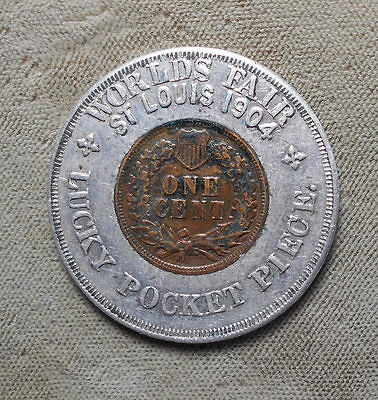 WORLDS FAIR
ST LOUIS 1904
ONE
CENT
LUCKY POCKET PIECE.